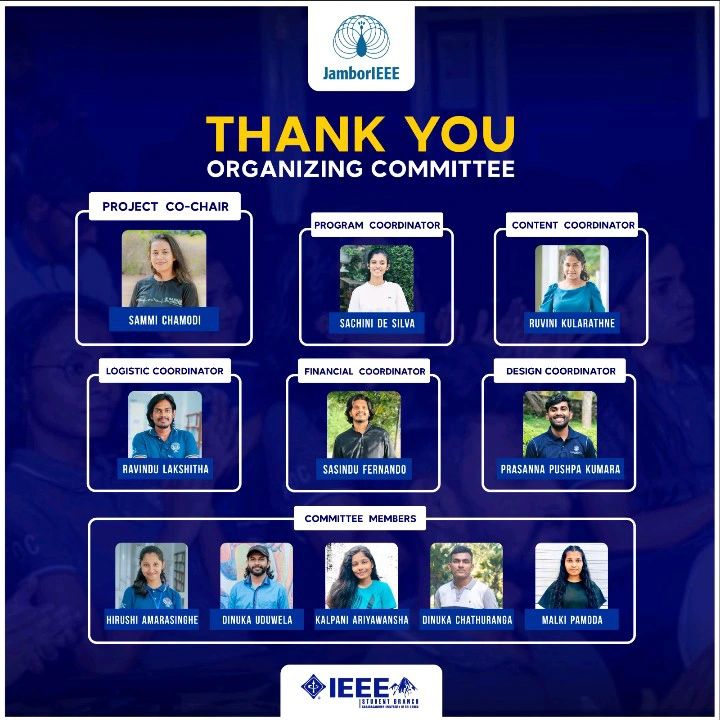 JamborIEEE
THANK YOU
ORGANIZING COMMITTEE
PROJECT CO-CHAIR
SAMMI CHAMODI
PROGRAM COORDINATOR
SACHINI DE SILVA
CONTENT COORDINATOR
RUVINI KULARATHNE
LOGISTIC COORDINATOR
RAVINDU LAKSHITHA
FINANCIAL COORDINATOR
SASINDU FERNANDO
DESIGN COORDINATOR
PRASANNA PUSHPA KUMARA
COMMITTEE MEMBERS
HIRUSHI AMARASINGHE
DINUKA UDUWELA
KALPANI ARIYAWANSHA
DINUKA CHATHURANGA
MALKI PAMODA
IEEE
STUDENT BRANCH